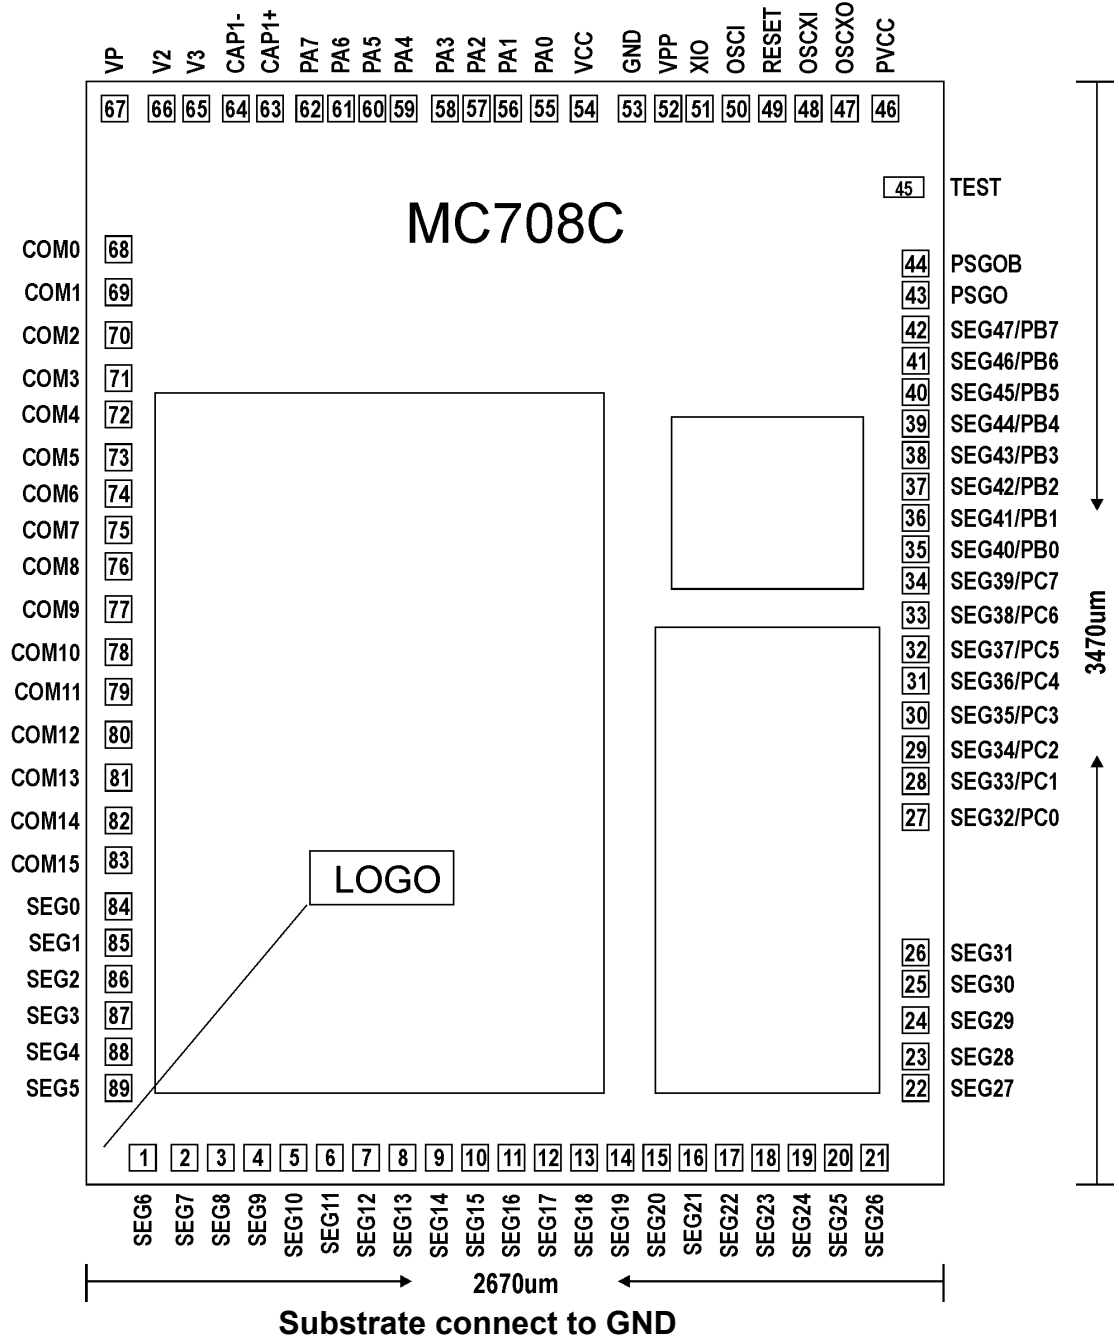 VP V2 V3 CAP1- CAP1+ PA7 PA6 PA5 PA4 PA3 PA2 PA1 PA0 VCC GND VPP XIO OSCI RESET OSCXI OSCXO PVCC
67 66 65 64 63 62 61 60 59 58 57 56 55 54 53 52 51 50 49 48 47 46
45 TEST
MC708C
COM0 68
44 PSGOB
COM1 69
43 PSGO
COM2 70
42 SEG47/PB7
41 SEG46/PB6
COM3 71
40 SEG45/PB5
COM4 72
39 SEG44/PB4
COM5 73
38 SEG43/PB3
COM6 74
37 SEG42/PB2
36 SEG41/PB1
COM7 75
35 SEG40/PB0
COM8 76
34 SEG39/PC7
COM9 77
33 SEG38/PC6
COM10 78
32 SEG37/PC5
3470um
31 SEG36/PC4
COM11 79
30 SEG35/PC3
COM12 80
29 SEG34/PC2
COM13 81
28 SEG33/PC1
27 SEG32/PC0
COM14 82
COM15 83
LOGO
SEG0 84
SEG1 85
26 SEG31
SEG2 86
25 SEG30
SEG3 87
24 SEG29
SEG4 88
23 SEG28
SEG5 89
22 SEG27
1 2 3 4 5 6 7 8 9 10 11 12 13 14 15 16 17 18 19 20 21
SEG6 SEG7 SEG8 SEG9 SEG10 SEG11 SEG12 SEG13 SEG14 SEG15 SEG16 SEG17 SEG18 SEG19 SEG20 SEG21 SEG22 SEG23 SEG24 SEG25 SEG26
2670um
Substrate connect to GND